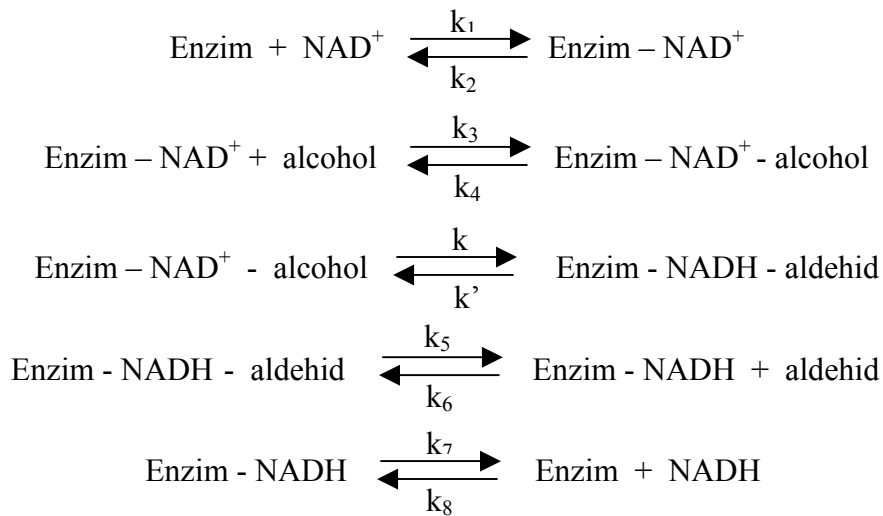 k₁
Enzim + NAD⁺ Enzim – NAD⁺
k₂
k₃
Enzim – NAD⁺ + alcohol Enzim – NAD⁺ - alcohol
k₄
k
Enzim – NAD⁺ - alcohol Enzim - NADH - aldehid
k’
k₅
Enzim - NADH - aldehid Enzim - NADH + aldehid
k₆
k₇
Enzim - NADH Enzim + NADH
k₈